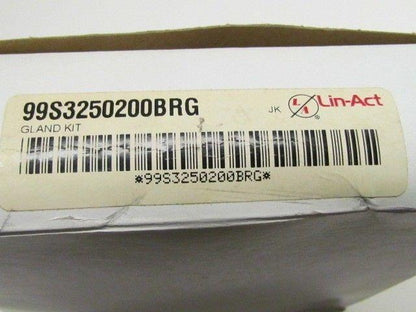 99S3250200BRG
JK Lin-Act®
GLAND KIT
*99S3250200BRG*